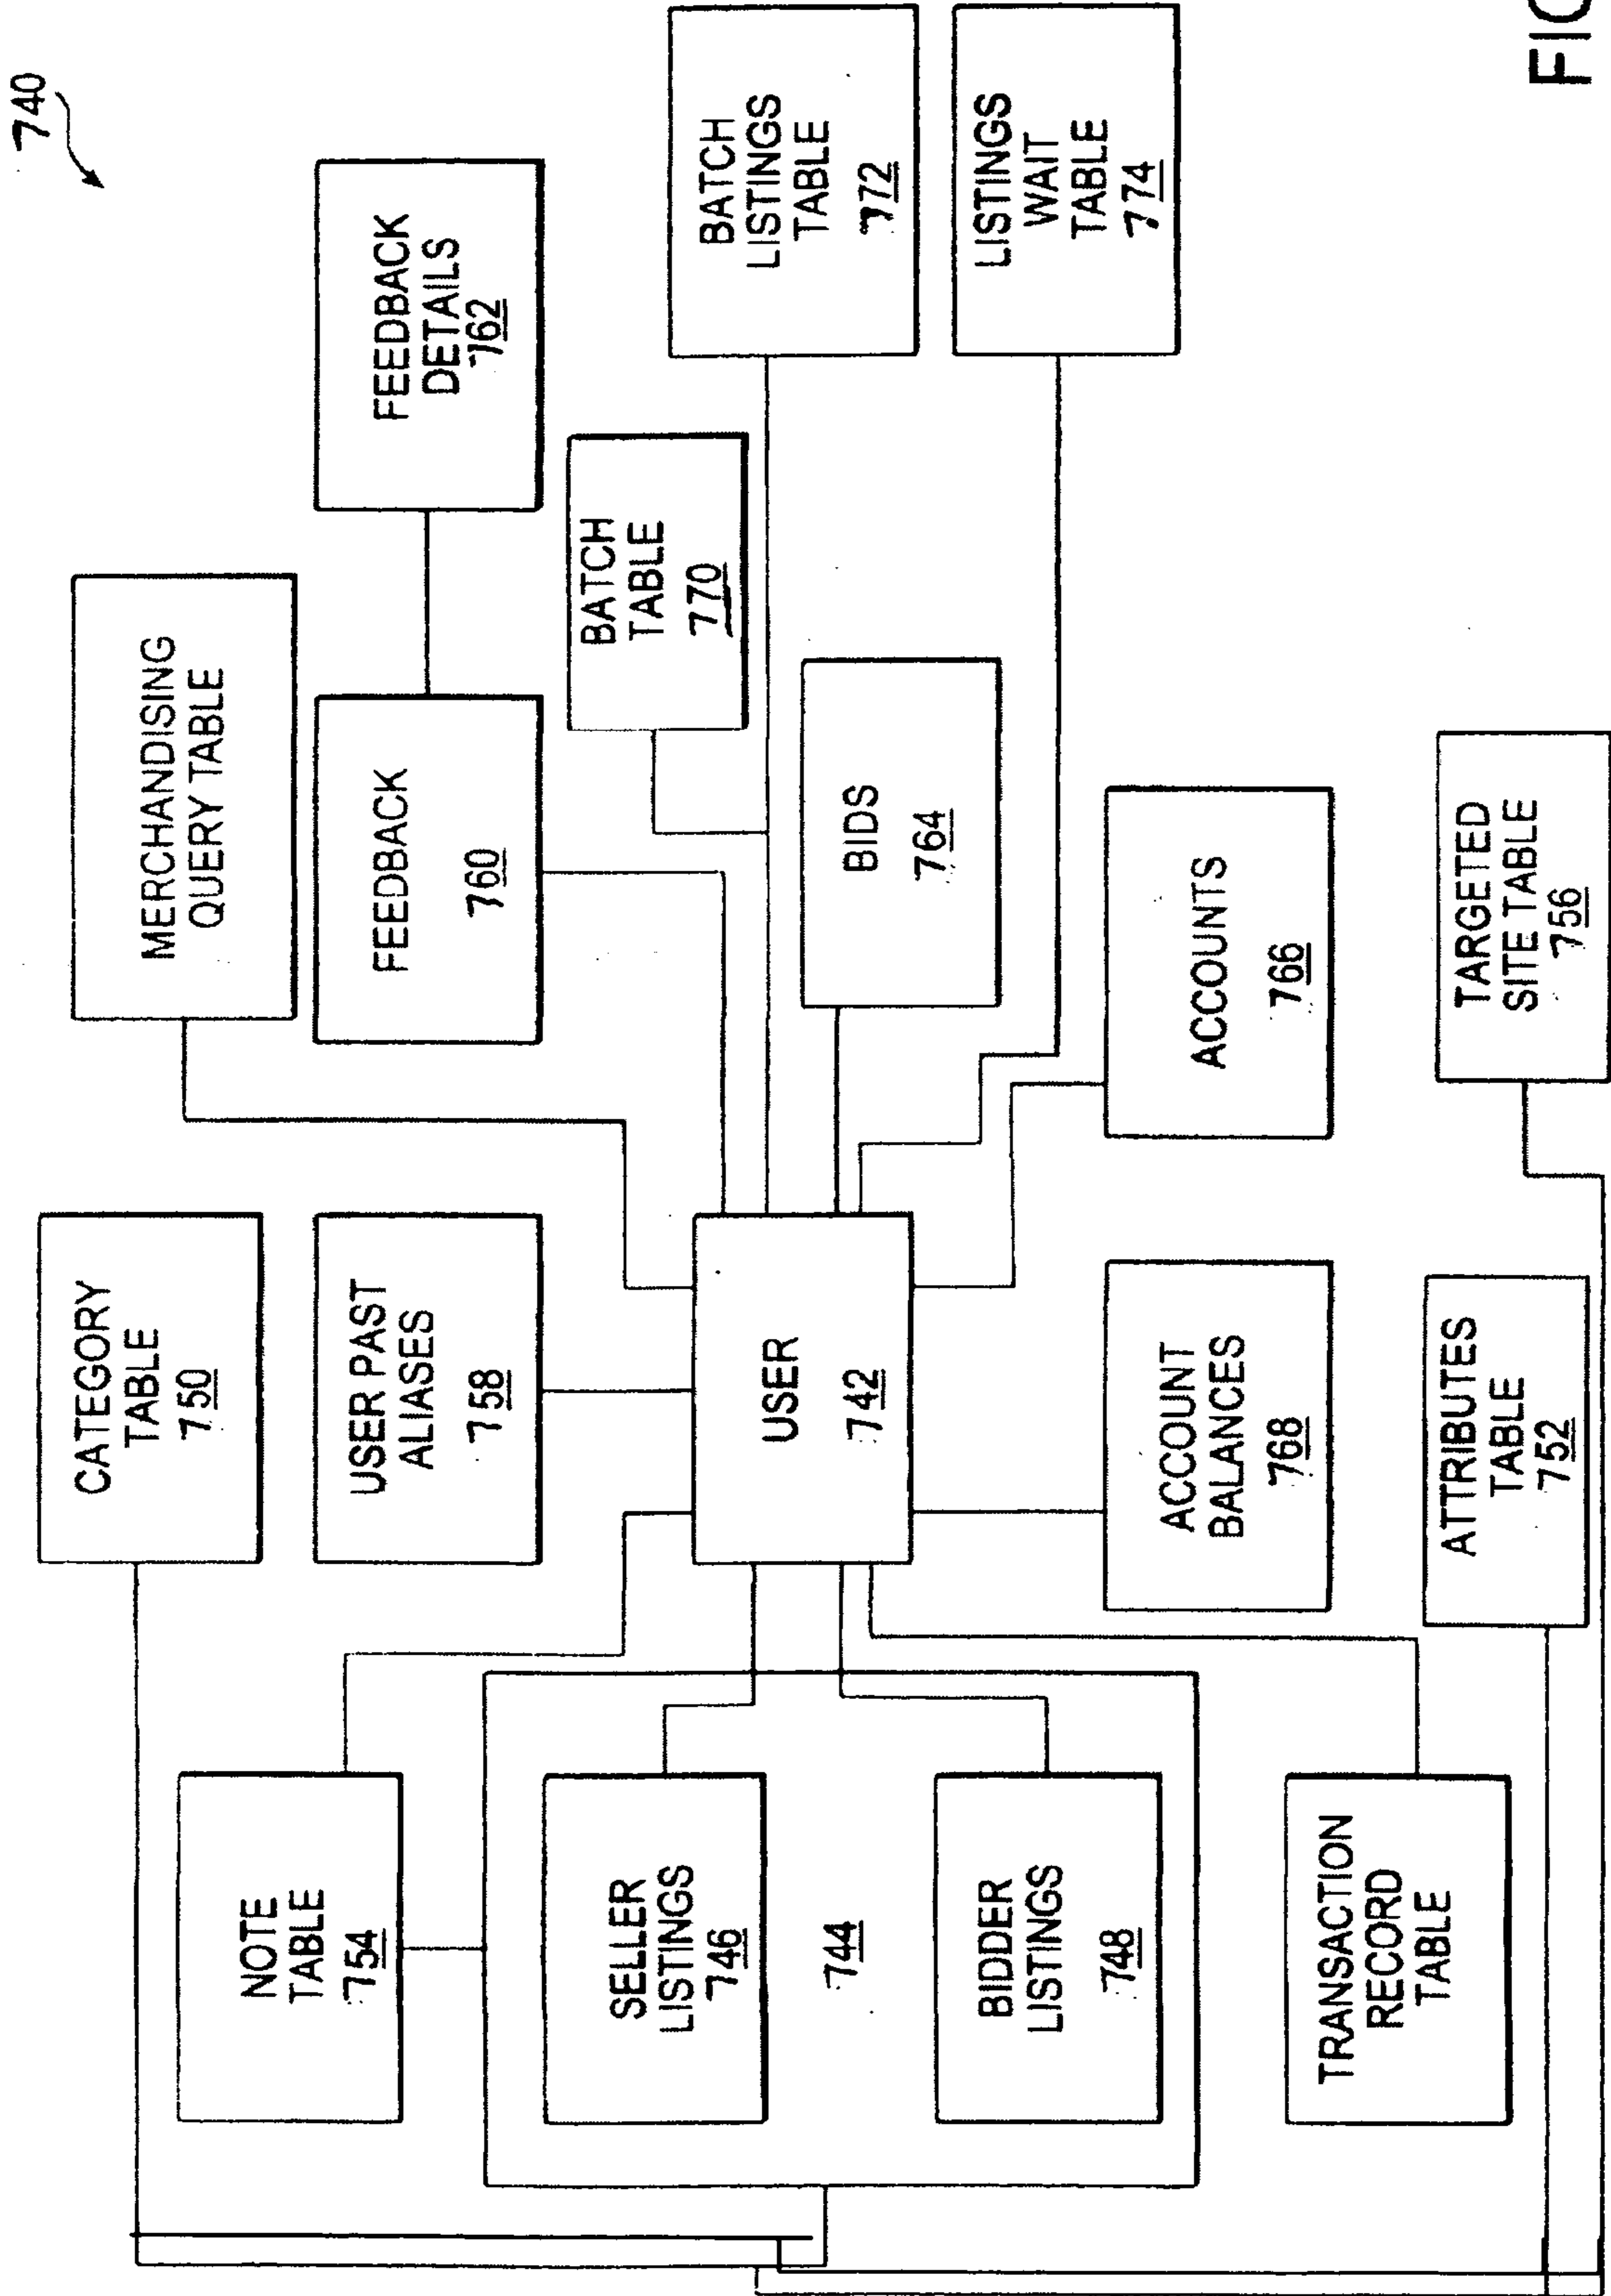 740
CATEGORY
TABLE
750
MERCHANDISING
QUERY TABLE
NOTE
TABLE
754
USER PAST
ALIASES
758
FEEDBACK
760
FEEDBACK
DETAILS
762
BATCH
TABLE
770
SELLER
LISTINGS
746
744
BIDDER
LISTINGS
748
USER
742
BIDS
764
BATCH
LISTINGS
TABLE
772
LISTINGS
WAIT
TABLE
774
TRANSACTION
RECORD
TABLE
ACCOUNT
BALANCES
768
ACCOUNTS
766
ATTRIBUTES
TABLE
752
TARGETED
SITE TABLE
756